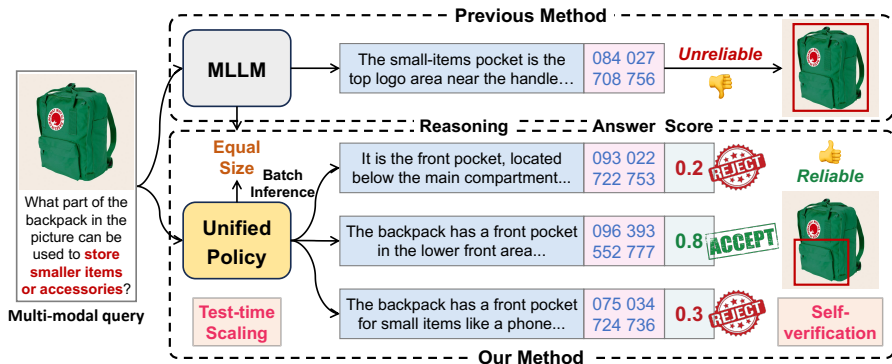 Previous Method
MLLM
The small-items pocket is the
top logo area near the handle...
084 027
708 756
Unreliable
What part of the
backpack in the
picture can be
used to store
smaller items
or accessories?
Multi-modal query
Equal
Size
Batch
Inference
Unified
Policy
Test-time
Scaling
Reasoning
Answer
Score
It is the front pocket, located
below the main compartment...
093 022
722 753
0.2
REJECT
The backpack has a front pocket
in the lower front area...
096 393
552 777
0.8
ACCEPT
The backpack has a front pocket
for small items like a phone...
075 034
724 736
0.3
REJECT
Reliable
Self-
verification
Our Method